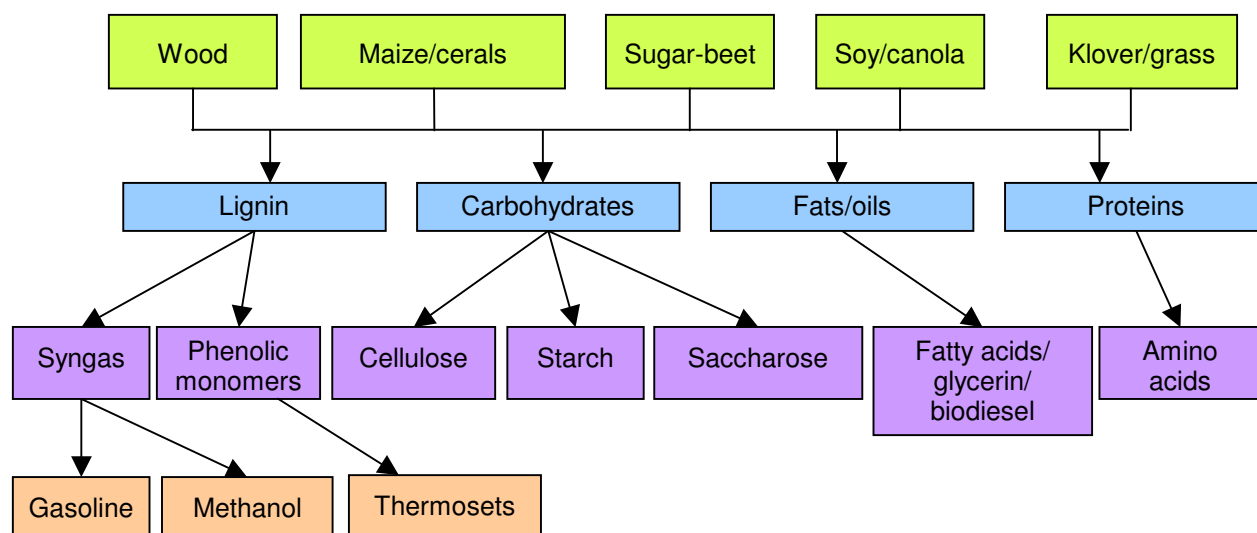 Wood
Maize/cerals
Sugar-beet
Soy/canola
Klover/grass
Lignin
Carbohydrates
Fats/oils
Proteins
Syngas
Phenolic
monomers
Cellulose
Starch
Saccharose
Fatty acids/
glycerin/
biodiesel
Amino
acids
Gasoline
Methanol
Thermosets